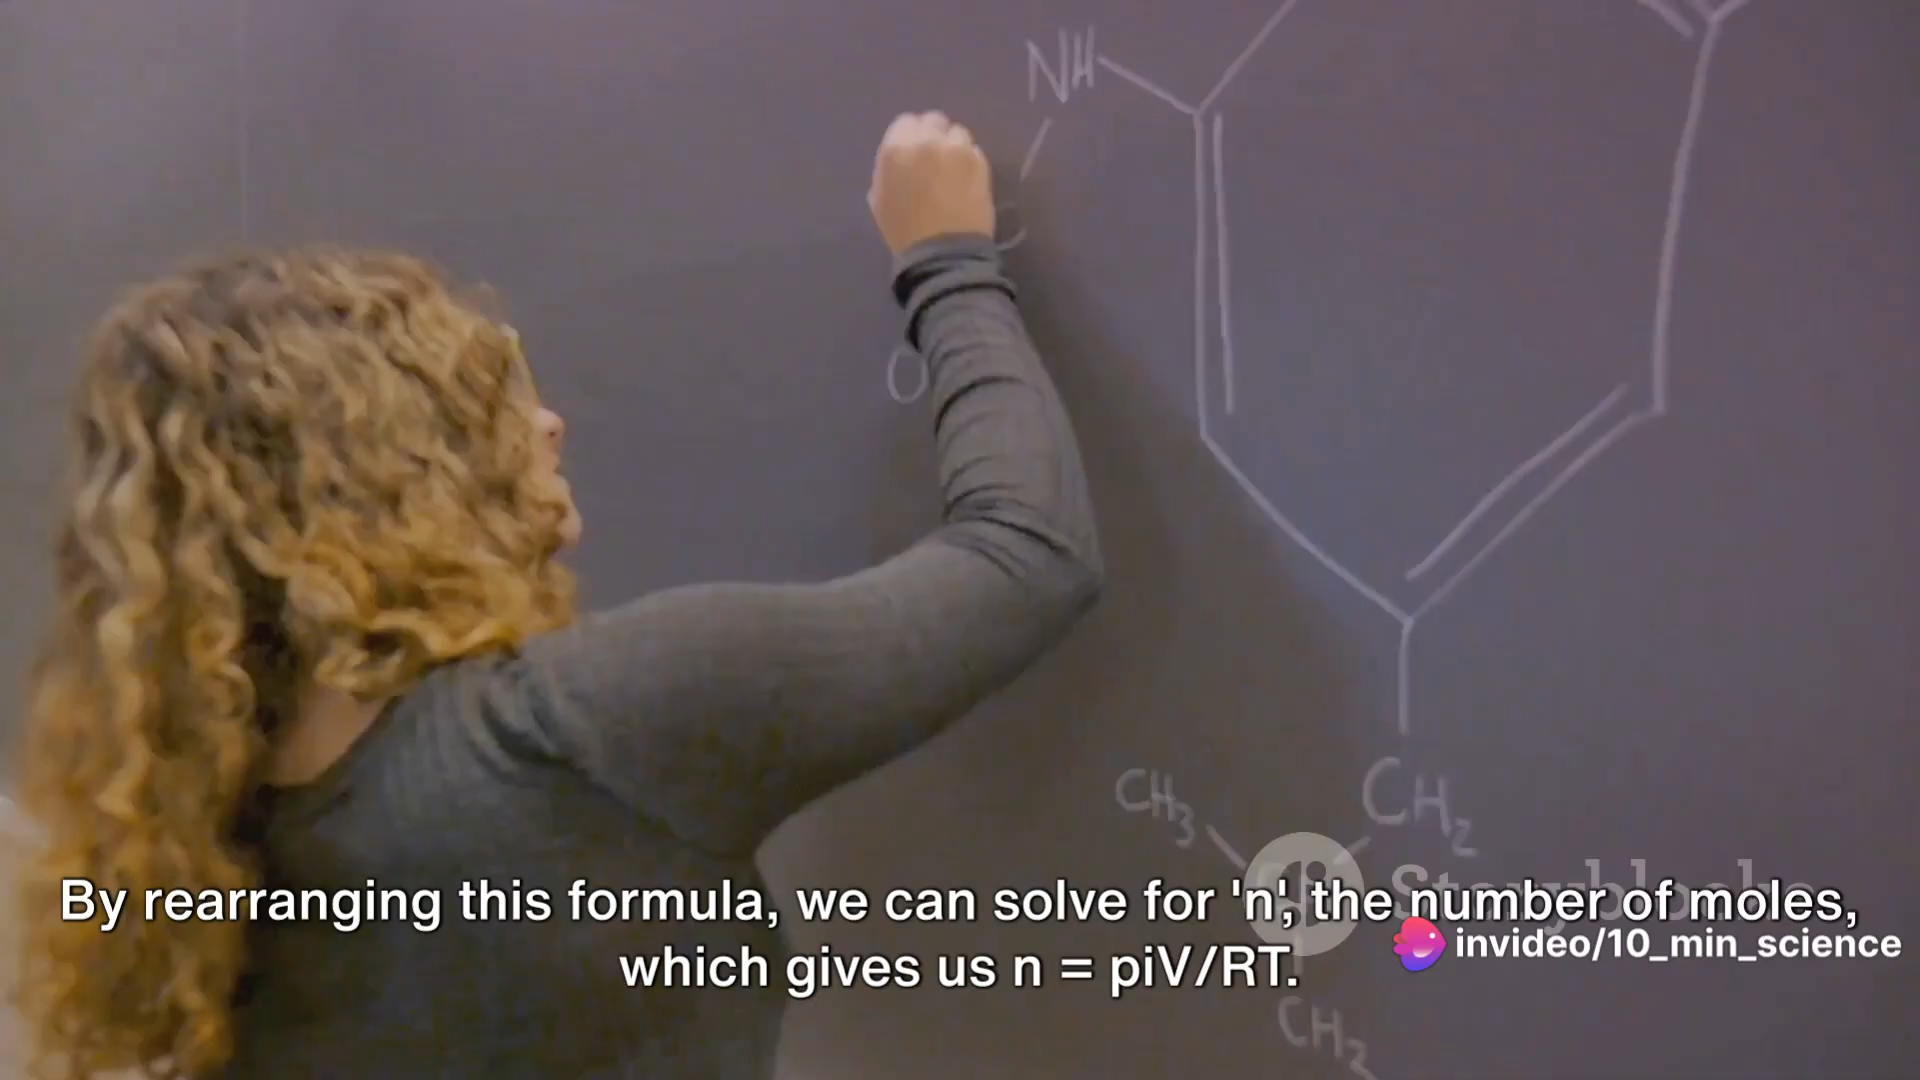 NH
C
O
CH3
CH2
Storyblocks
By rearranging this formula, we can solve for 'n', the number of moles,
which gives us n = piV/RT.
invideo/10_min_science
CH2